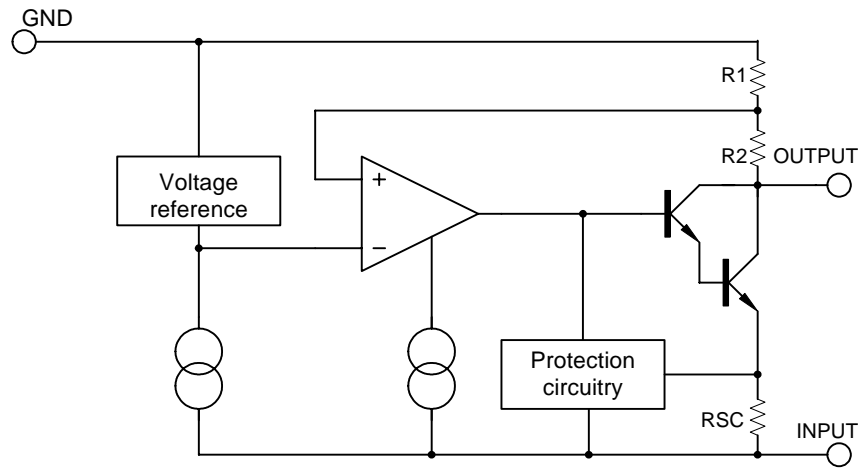 GND
R1
R2
OUTPUT
Voltage
reference
+
−
Protection
circuitry
RSC
INPUT